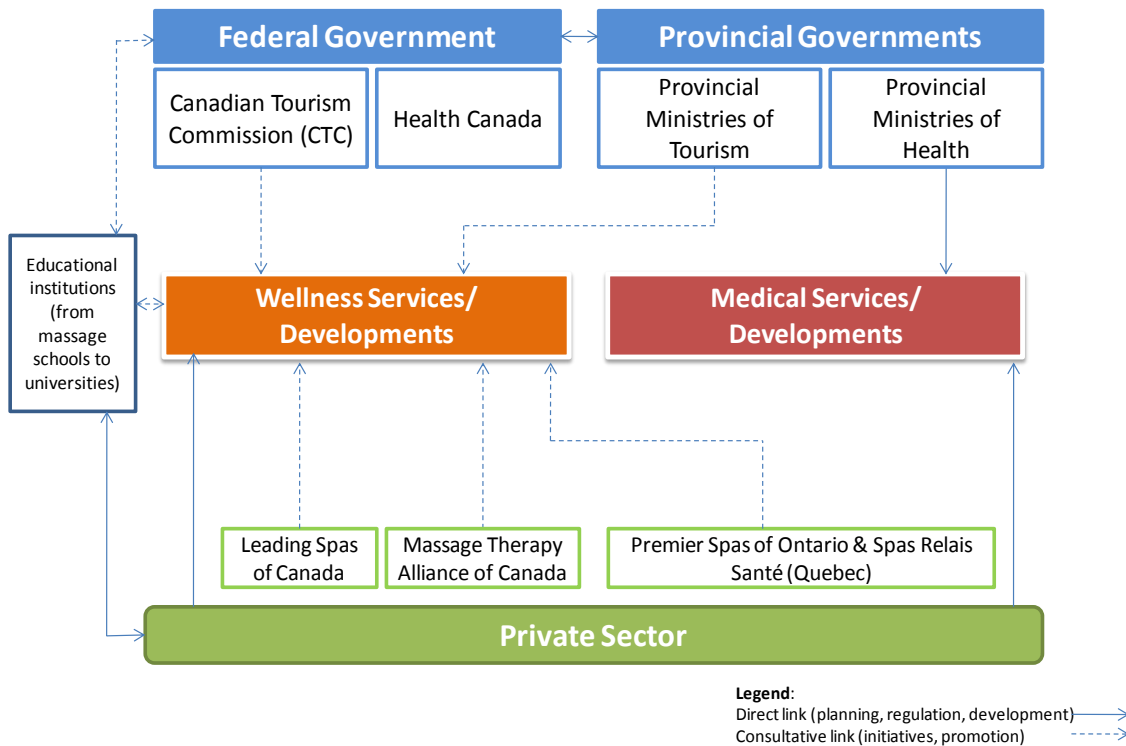 Federal Government
Provincial Governments
Canadian Tourism
Commission (CTC)
Health Canada
Provincial
Ministries of
Tourism
Provincial
Ministries of
Health
Educational
institutions
(from
massage
schools to
universities)
Wellness Services/
Developments
Medical Services/
Developments
Leading Spas
of Canada
Massage Therapy
Alliance of Canada
Premier Spas of Ontario & Spas Relais
Santé (Quebec)
Private Sector
Legend:
Direct link (planning, regulation, development)
Consultative link (initiatives, promotion)